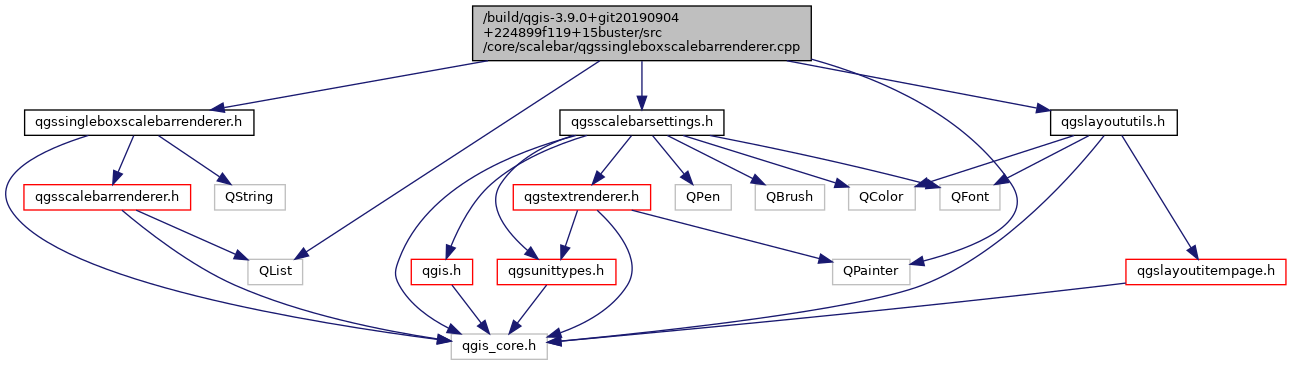 /build/qgis-3.9.0+git20190904
+224899f119+15buster/src
/core/scalebar/qgssingleboxscalebarrenderer.cpp
qgssingleboxscalebarrenderer.h
qgsscalebarsettings.h
qgslayoututils.h
qgsscalebarrenderer.h
QString
qgstextrenderer.h
QPen
QBrush
QColor
QFont
QList
qgis.h
qgsunittypes.h
QPainter
qgslayoutitempage.h
qgis_core.h